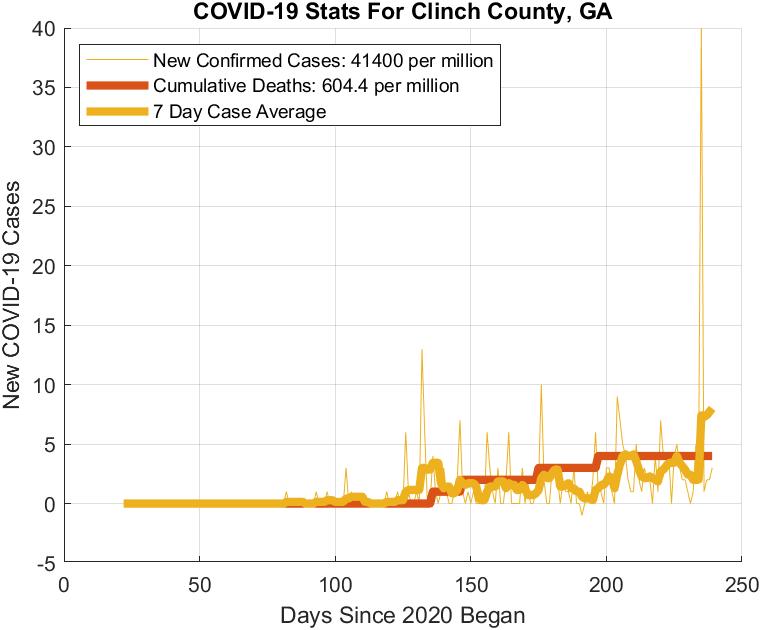 COVID-19 Stats For Clinch County, GA
40
35
30
25
20
15
10
5
0
-5
New COVID-19 Cases
New Confirmed Cases: 41400 per million
Cumulative Deaths: 604.4 per million
7 Day Case Average
0 50 100 150 200 250
Days Since 2020 Began